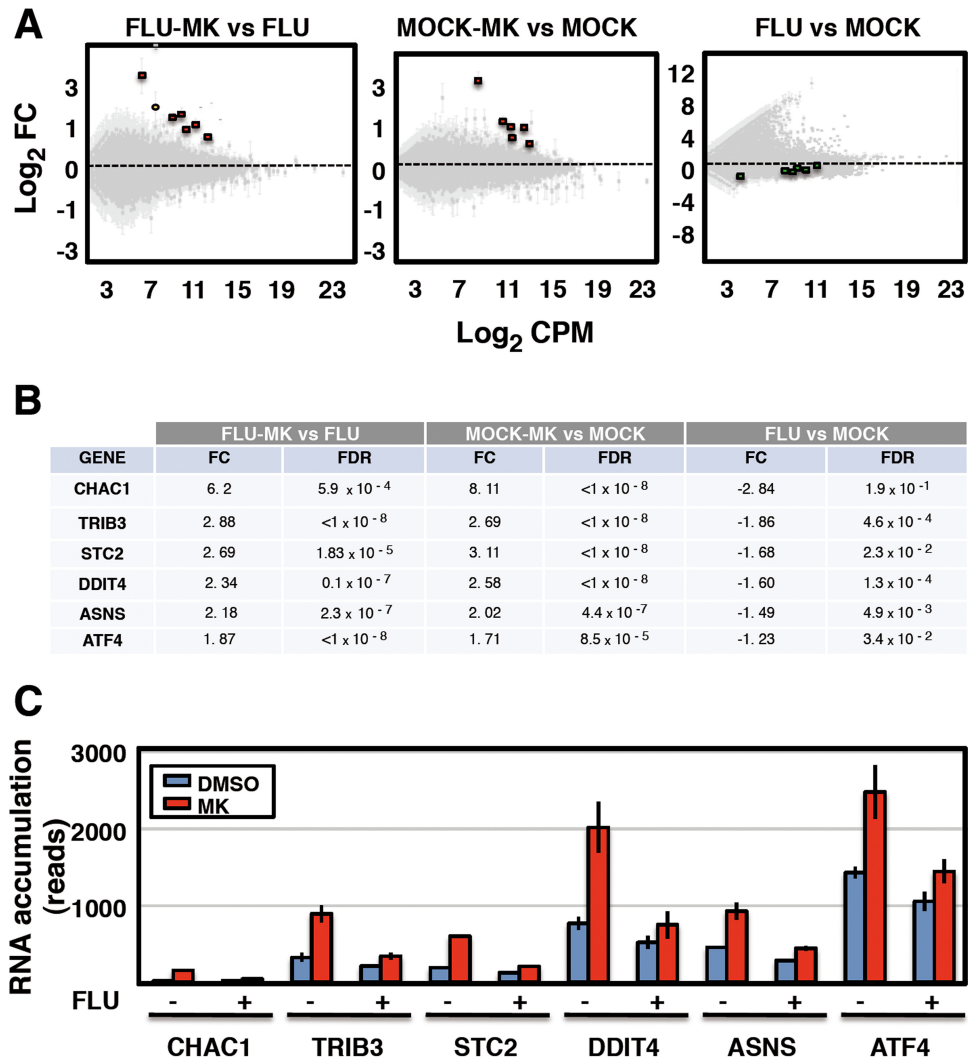 A
FLU-MK vs FLU
MOCK-MK vs MOCK
FLU vs MOCK
Log2 FC
3
1
0
-1
-3
3
1
0
-1
-3
12
8
4
0
-4
-8
3 7 11 15 19 23
3 7 11 15 19 23
3 7 11 15 19 23
Log2 CPM
B
FLU-MK vs FLU MOCK-MK vs MOCK FLU vs MOCK
GENE FC FDR FC FDR FC FDR
CHAC1 6. 2 5.9 x 10 - 4 8. 11 <1 x 10 - 8 -2. 84 1.9 x 10 -1
TRIB3 2. 88 <1 x 10 - 8 2. 69 <1 x 10 - 8 -1. 86 4.6 x 10 - 4
STC2 2. 69 1.83 x 10 - 5 3. 11 <1 x 10 - 8 -1. 68 2.3 x 10 - 2
DDIT4 2. 34 0.1 x 10 - 7 2. 58 <1 x 10 - 8 -1. 60 1.3 x 10 - 4
ASNS 2. 18 2.3 x 10 - 7 2. 02 4.4 x 10 -7 -1. 49 4.9 x 10 - 3
ATF4 1. 87 <1 x 10 - 8 1. 71 8.5 x 10 - 5 -1. 23 3.4 x 10 - 2
C
RNA accumulation
(reads)
3000
2000
1000
DMSO
MK
FLU - + - + - + - + - + - +
CHAC1 TRIB3 STC2 DDIT4 ASNS ATF4